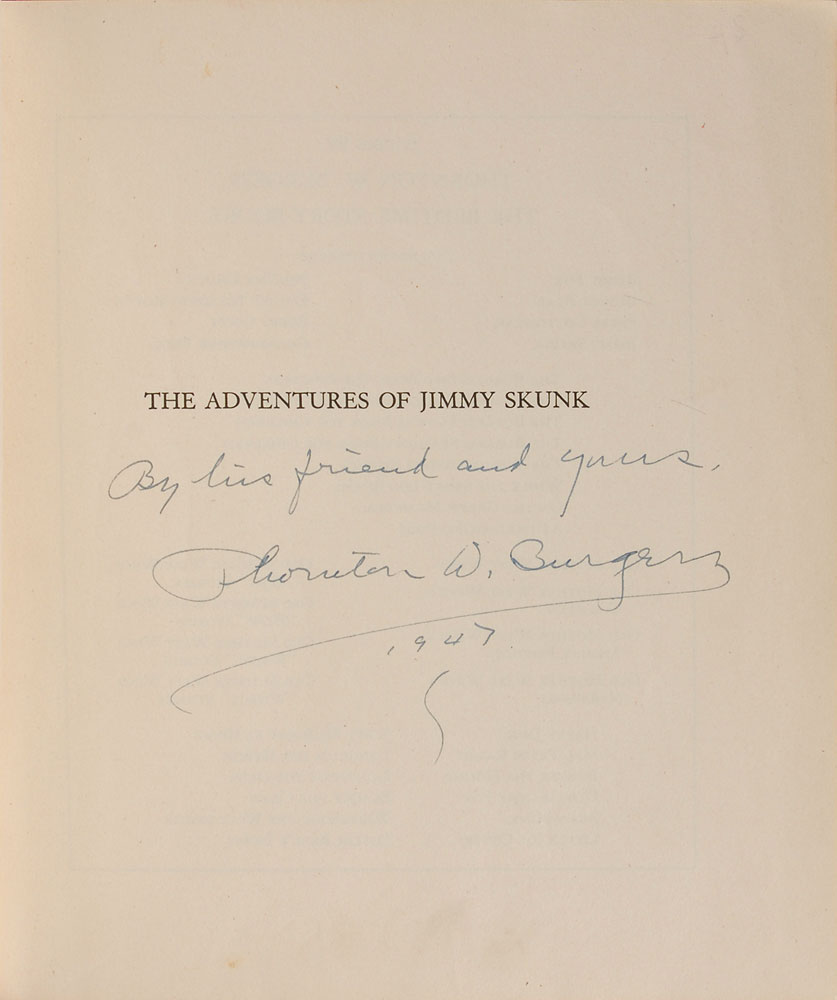 THE ADVENTURES OF JIMMY SKUNK
By his friend and yours,
Thornton W. Burgess
1947